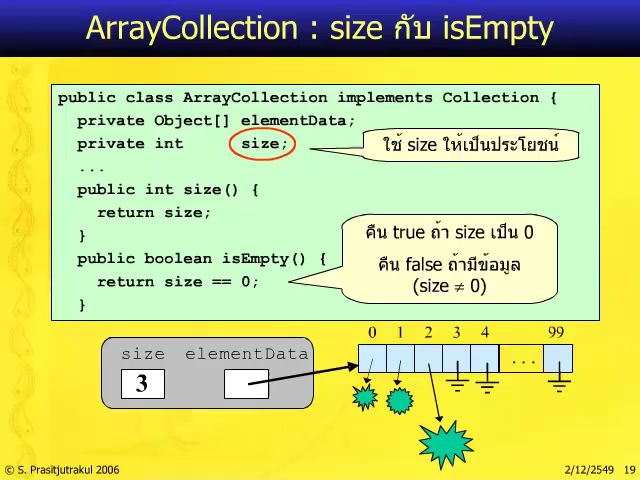 ArrayCollection : size กับ isEmpty
public class ArrayCollection implements Collection {
private Object[] elementData;
private int size;
ใช้ size ให้เป็นประโยชน์
...
public int size() {
return size;
}
public boolean isEmpty() {
return size == 0;
}
คืน true ถ้า size เป็น 0
คืน false ถ้ามีข้อมูล
(size ≠ 0)
0 1 2 3 4 99
size elementData
3
...
© S. Prasitjutrakul 2006
2/12/2549 19